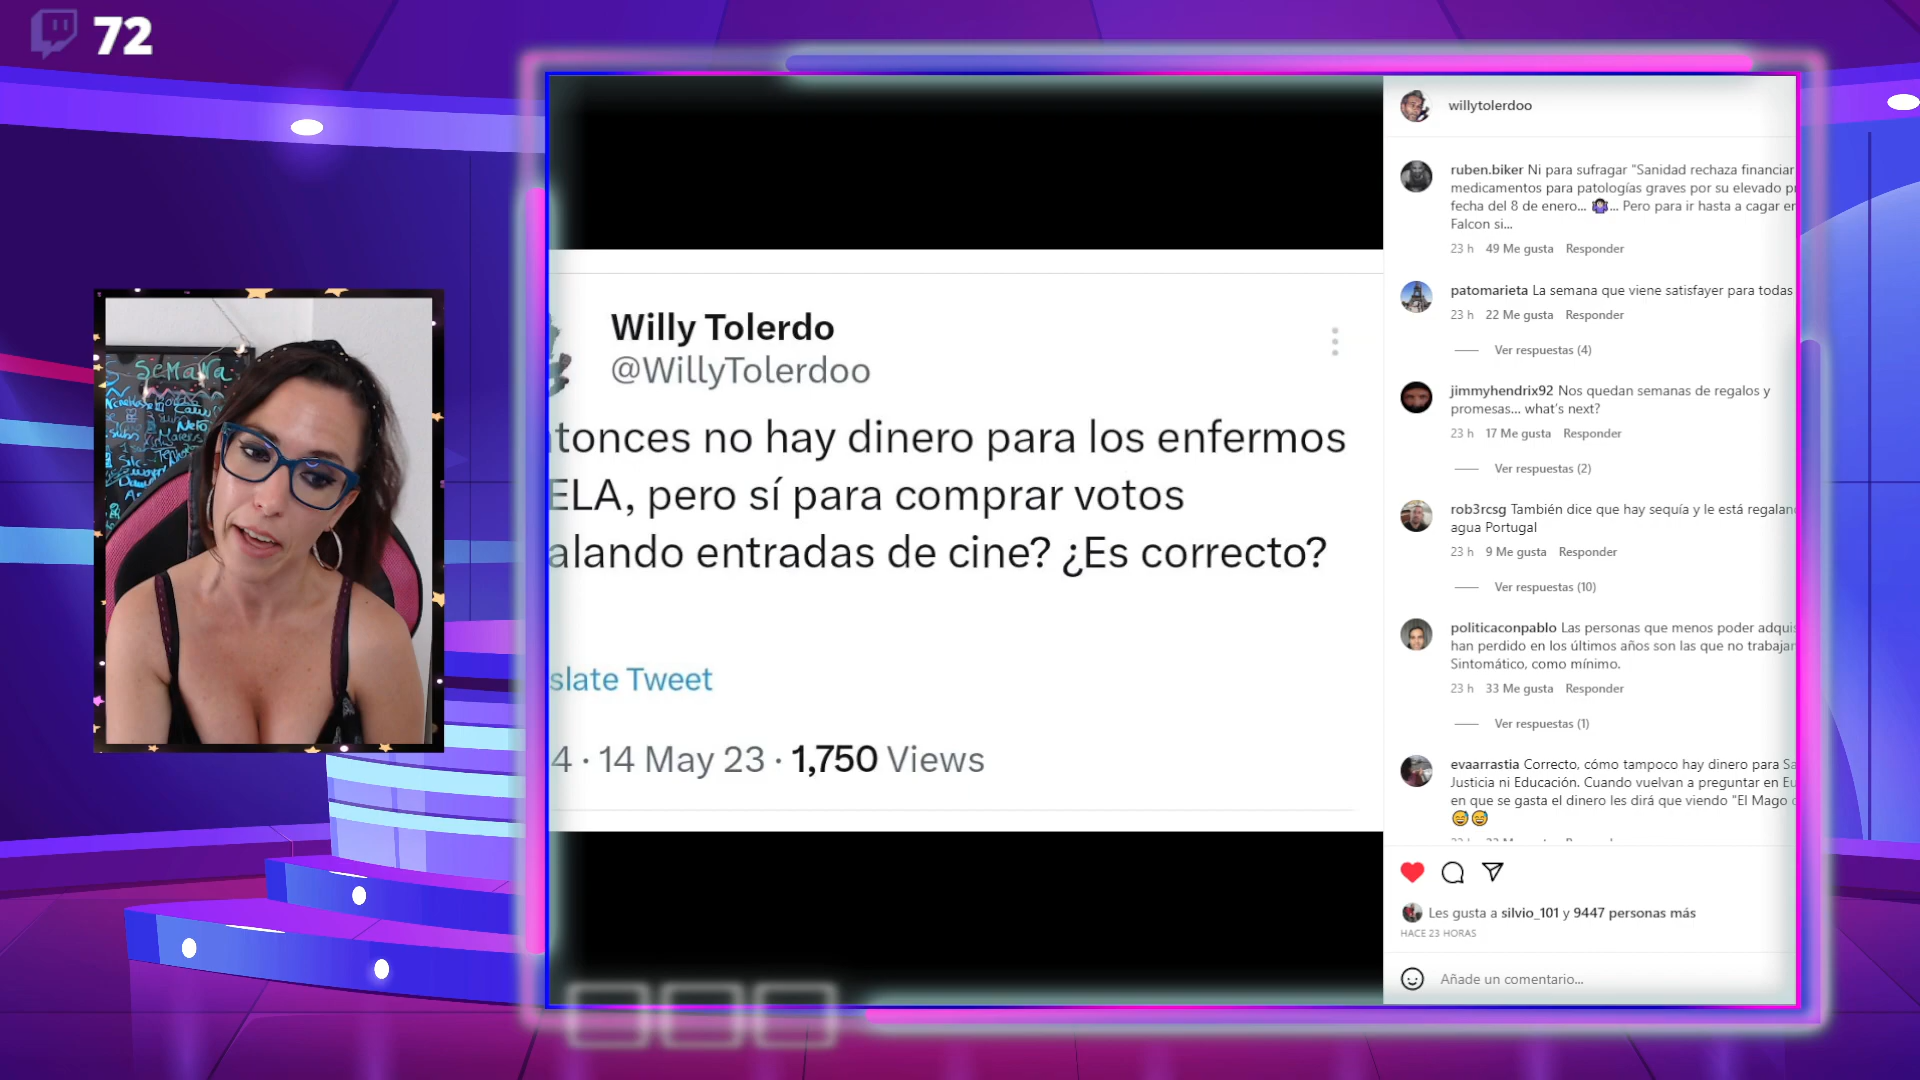 72
SeMaNa
willytolerdoo
ruben.biker Ni para sufragar "Sanidad rechaza financiar
medicamentos para patologías graves por su elevado
fecha del 8 de enero... ... Pero para ir hasta a cagar
Falcon si...
23 h 49 Me gusta Responder
patomarieta La semana que viene satisfayer para todas
23 h 22 Me gusta Responder
Ver respuestas (4)
jimmyhendrix92 Nos quedan semanas de regalos y
promesas... what's next?
23 h 17 Me gusta Responder
Ver respuestas (2)
rob3rcsg También dice que hay sequía y le está
agua Portugal
23 h 9 Me gusta Responder
Ver respuestas (10)
politicaconpablo Las personas que menos poder
han perdido en los últimos años son las que no
Sintomático, como mínimo.
23 h 33 Me gusta Responder
Ver respuestas (1)
evaarrastia Correcto, cómo tampoco hay dinero para
Justicia ni Educación. Cuando vuelvan a preguntar en
en que se gasta el dinero les dirá que viendo "El Mago
Les gusta a silvio_101 y 9447 personas más
HACE 23 HORAS
Añade un comentario...
Willy Tolerdo
@WillyTolerdoo
tonces no hay dinero para los enfermos
ELA, pero sí para comprar votos
alando entradas de cine? ¿Es correcto?
slate Tweet
4 · 14 May 23 · 1,750 Views